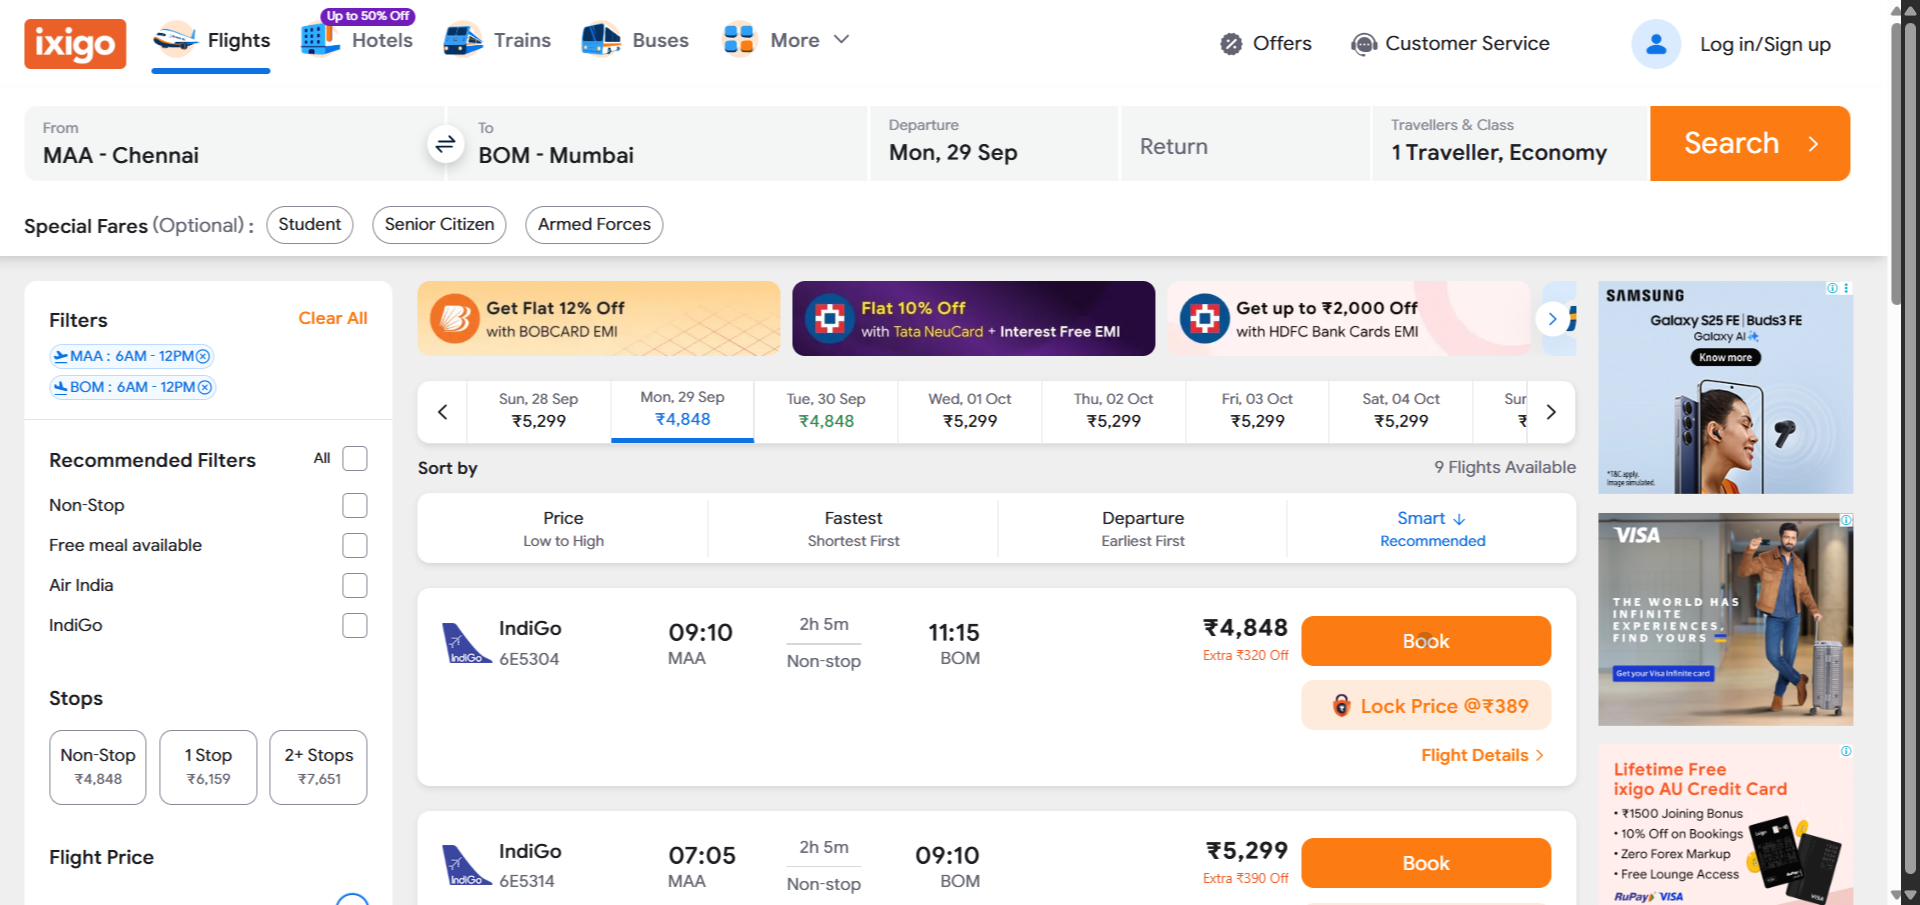 ixigo
Flights
Up to 50% Off
Hotels
Trains
Buses
More
Offers
Customer Service
Log in/Sign up
From
MAA - Chennai
To
BOM - Mumbai
Departure
Mon, 29 Sep
Return
Travellers & Class
1 Traveller, Economy
Search
Special Fares (Optional) :
Student
Senior Citizen
Armed Forces
Filters
Clear All
MAA : 6AM - 12PM
BOM : 6AM - 12PM
Recommended Filters
All
Non-Stop
Free meal available
Air India
IndiGo
Stops
Non-Stop
₹4,848
1 Stop
₹6,159
2+ Stops
₹7,651
Flight Price
Get Flat 12% Off
with BOBCARD EMI
Flat 10% Off
with Tata NeuCard + Interest Free EMI
Get up to ₹2,000 Off
with HDFC Bank Cards EMI
Sun, 28 Sep
₹5,299
Mon, 29 Sep
₹4,848
Tue, 30 Sep
₹4,848
Wed, 01 Oct
₹5,299
Thu, 02 Oct
₹5,299
Fri, 03 Oct
₹5,299
Sat, 04 Oct
₹5,299
Sur
₹
Sort by
9 Flights Available
Price
Low to High
Fastest
Shortest First
Departure
Earliest First
Smart
Recommended
IndiGo
IndiGo
6E5304
09:10
MAA
2h 5m
Non-stop
11:15
BOM
₹4,848
Extra ₹320 Off
Book
Lock Price @₹389
Flight Details
IndiGo
IndiGo
6E5314
07:05
MAA
2h 5m
Non-stop
09:10
BOM
₹5,299
Extra ₹390 Off
Book
SAMSUNG
Galaxy S25 FE | Buds3 FE
Galaxy AI
Know more
*T&C apply.
Image simulated.
VISA
THE WORLD HAS
INFINITE
EXPERIENCES.
FIND YOURS
Get your Visa Infinite card
Lifetime Free
ixigo AU Credit Card
• ₹1500 Joining Bonus
• 10% Off on Bookings
• Zero Forex Markup
• Free Lounge Access
RuPay VISA